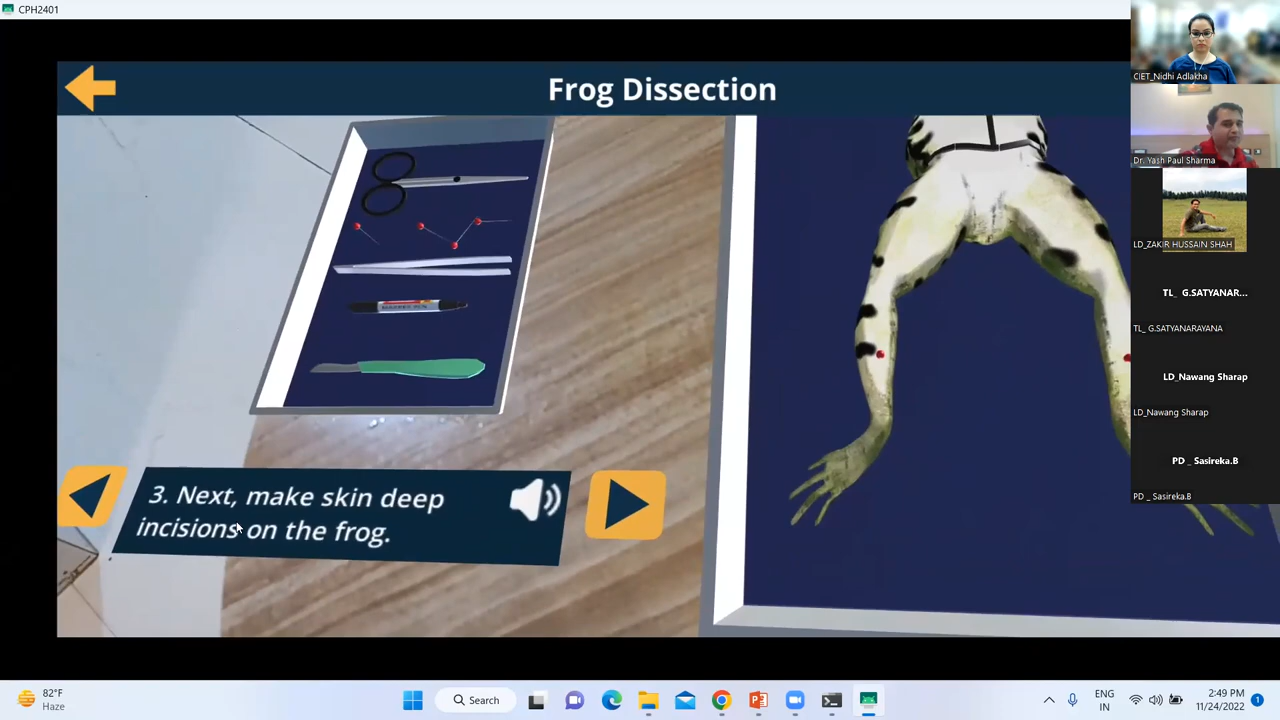 CPH2401
Frog Dissection
3. Next, make skin deep
incisions on the frog.
CIET_Nidhi Adlakha
Dr. Yash Paul Sharma
LD_ZAKIR HUSSAIN SHAH
TL_ G.SATYANAR...
TL_ G.SATYANARAYANA
LD_Nawang Sharap
LD_Nawang Sharap
PD _ Sasireka.B
PD _ Sasireka.B
82°F
Haze
Search
ENG
IN
2:49 PM
11/24/2022
1